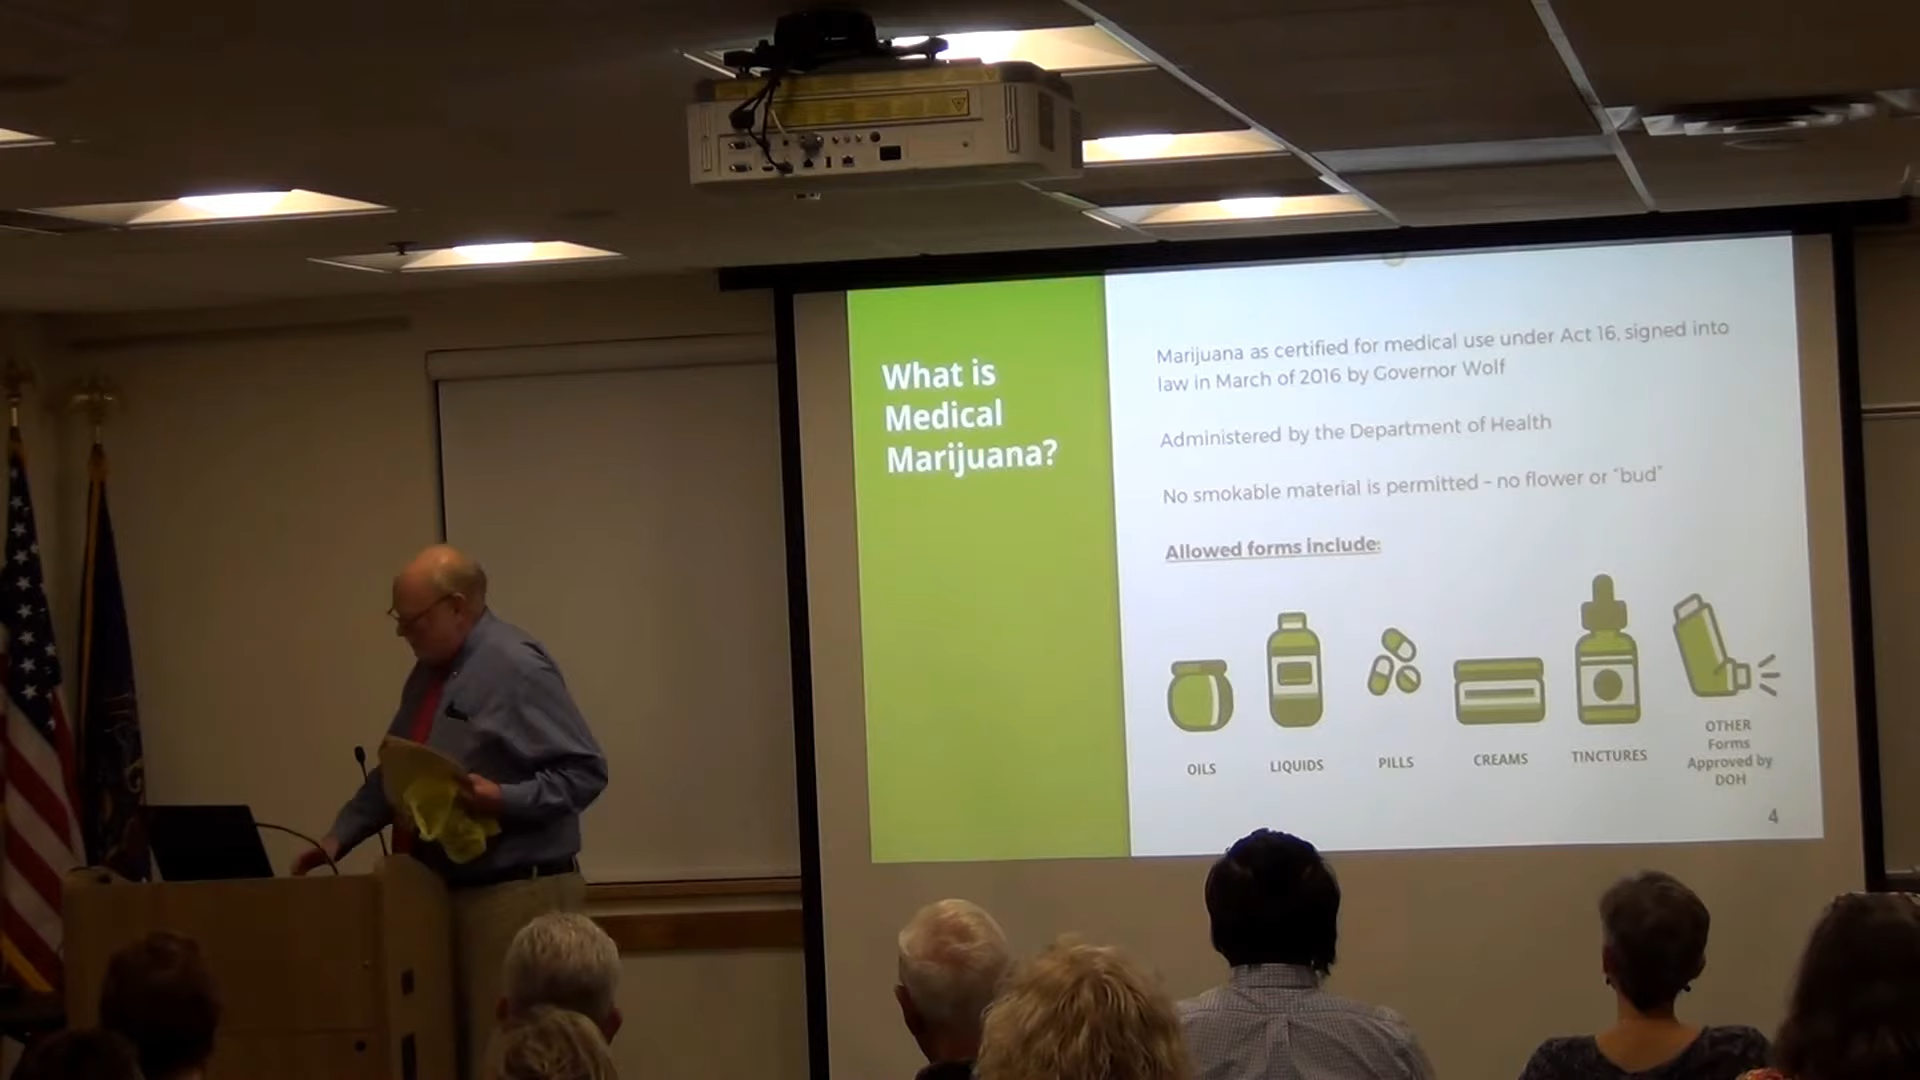 What is
Medical
Marijuana?
Marijuana as certified for medical use under Act 16, signed into
law in March of 2016 by Governor Wolf
Administered by the Department of Health
No smokable material is permitted – no flower or “bud”
Allowed forms include:
OILS
LIQUIDS
PILLS
CREAMS
TINCTURES
OTHER
Forms
Approved by
DOH
4